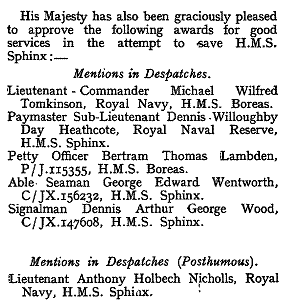 His Majesty has also been graciously pleased
to approve the following awards for good
services in the attempt to save H.M.S.
Sphinx:—
Mentions in Despatches.
Lieutenant-Commander Michael Wilfred
Tomkinson, Royal Navy, H.M.S. Boreas.
Paymaster Sub-Lieutenant Dennis Willoughby
Day Heathcote, Royal Naval Reserve,
H.M.S. Sphinx.
Petty Officer Bertram Thomas Lambden,
P/J.115355, H.M.S. Boreas.
Able Seaman George Edward Wentworth,
C/JX.156232, H.M.S. Sphinx.
Signalman Dennis Arthur George Wood,
C/JX.147608, H.M.S. Sphinx.
Mentions in Despatches (Posthumous).
Lieutenant Anthony Holbech Nicholls, Royal
Navy, H.M.S. Sphinx.